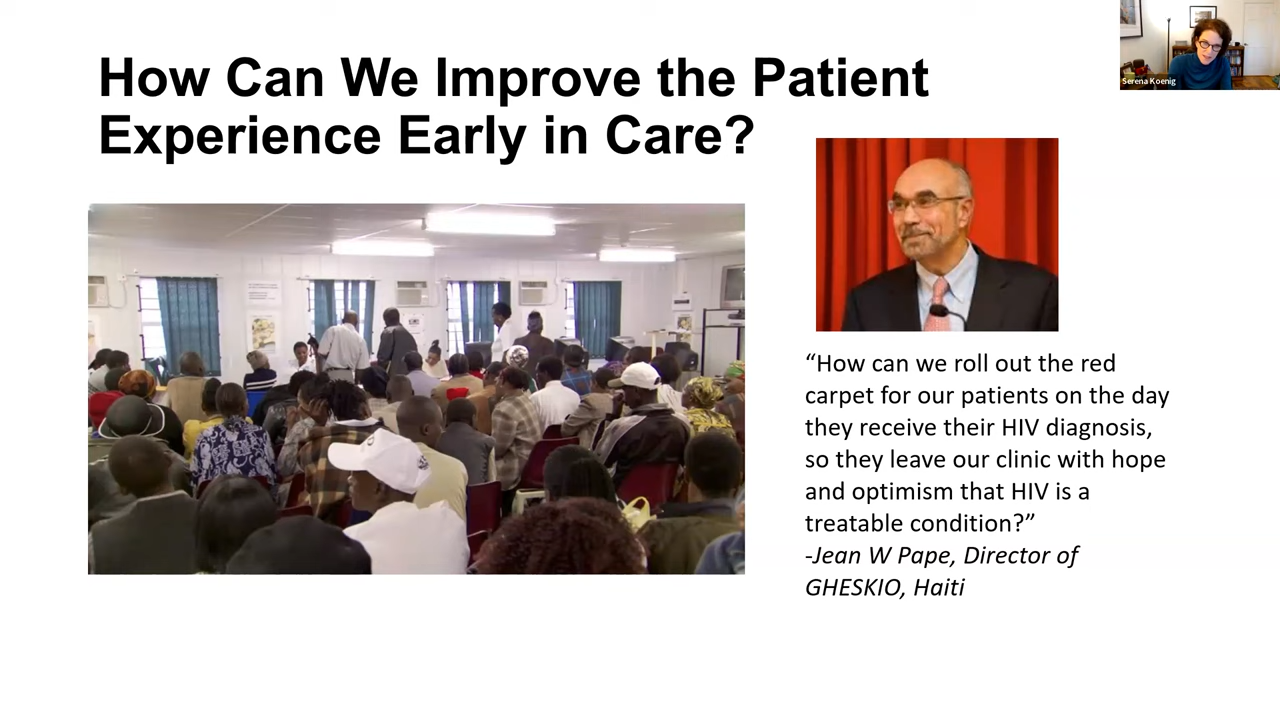 How Can We Improve the Patient
Experience Early in Care?
Serena Koenig
“How can we roll out the red
carpet for our patients on the day
they receive their HIV diagnosis,
so they leave our clinic with hope
and optimism that HIV is a
treatable condition?”
-Jean W Pape, Director of
GHESKIO, Haiti